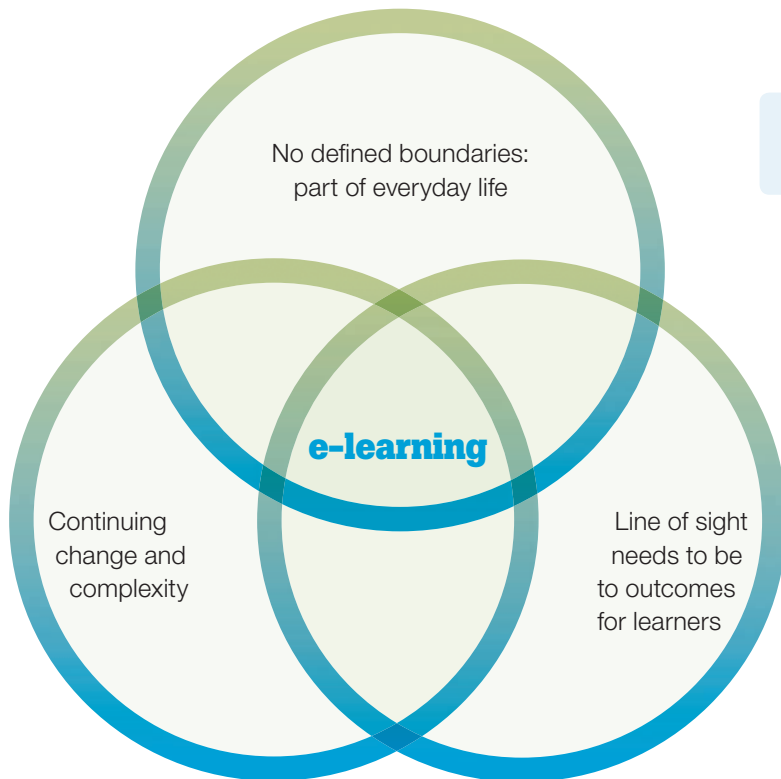 No defined boundaries:
part of everyday life
e-learning
Continuing
change and
complexity
Line of sight
needs to be
to outcomes
for learners